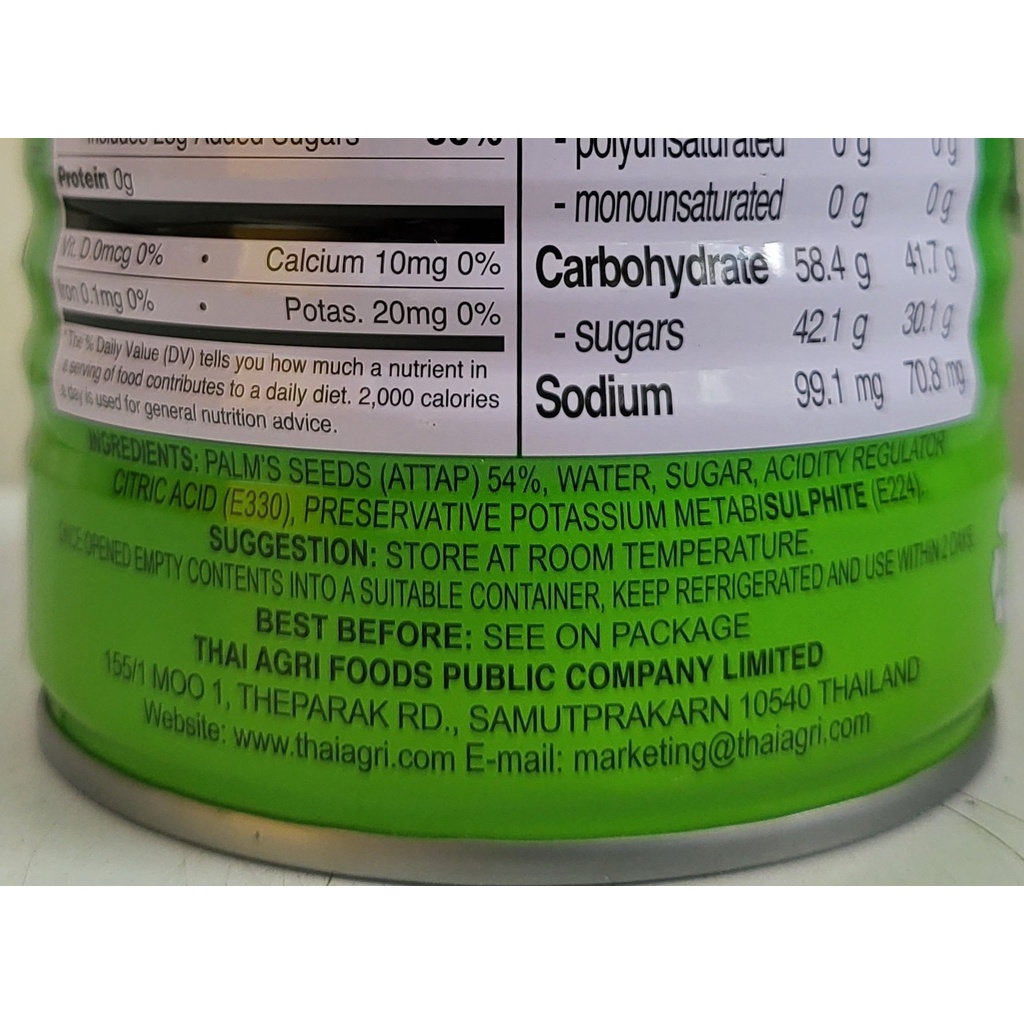 Includes 28g Added Sugars
Protein 0g
Vit. D 0mcg 0% • Calcium 10mg 0%
Iron 0.1mg 0% • Potas. 20mg 0%
*The % Daily Value (DV) tells you how much a nutrient in
a serving of food contributes to a daily diet. 2,000 calories
a day is used for general nutrition advice.
- polyunsaturated 0 g 0 g
- monounsaturated 0 g 0 g
Carbohydrate 58.4 g 41.7 g
- sugars 42.1 g 30.1 g
Sodium 99.1 mg 70.8 mg
INGREDIENTS: PALM'S SEEDS (ATTAP) 54%, WATER, SUGAR, ACIDITY REGULATOR
CITRIC ACID (E330), PRESERVATIVE POTASSIUM METABISULPHITE (E224).
SUGGESTION: STORE AT ROOM TEMPERATURE.
ONCE OPENED EMPTY CONTENTS INTO A SUITABLE CONTAINER, KEEP REFRIGERATED AND USE WITHIN 2 DAYS.
BEST BEFORE: SEE ON PACKAGE
THAI AGRI FOODS PUBLIC COMPANY LIMITED
155/1 MOO 1, THEPARAK RD., SAMUTPRAKARN 10540 THAILAND
Website: www.thaiagri.com E-mail: marketing@thaiagri.com